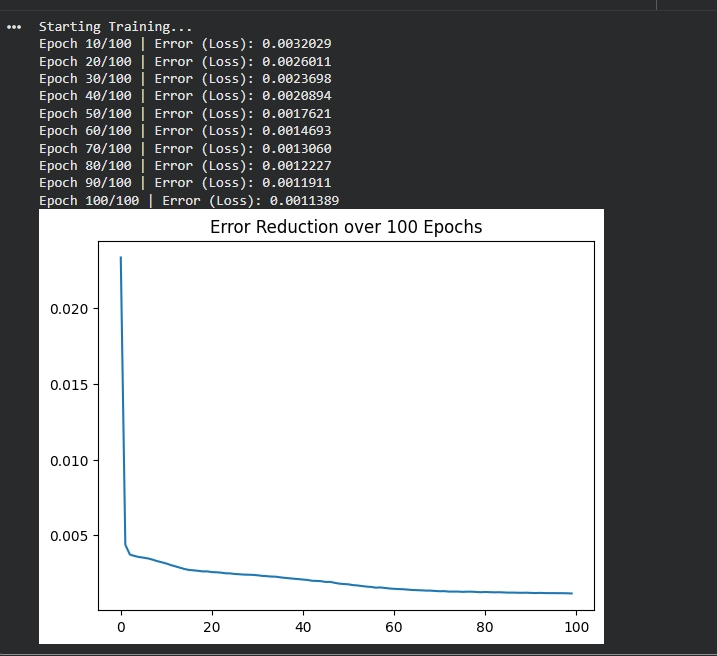 Starting Training...
Epoch 10/100 | Error (Loss): 0.0032029
Epoch 20/100 | Error (Loss): 0.0026011
Epoch 30/100 | Error (Loss): 0.0023698
Epoch 40/100 | Error (Loss): 0.0020894
Epoch 50/100 | Error (Loss): 0.0017621
Epoch 60/100 | Error (Loss): 0.0014693
Epoch 70/100 | Error (Loss): 0.0013060
Epoch 80/100 | Error (Loss): 0.0012227
Epoch 90/100 | Error (Loss): 0.0011911
Epoch 100/100 | Error (Loss): 0.0011389
Error Reduction over 100 Epochs
0.020
0.015
0.010
0.005
0 20 40 60 80 100